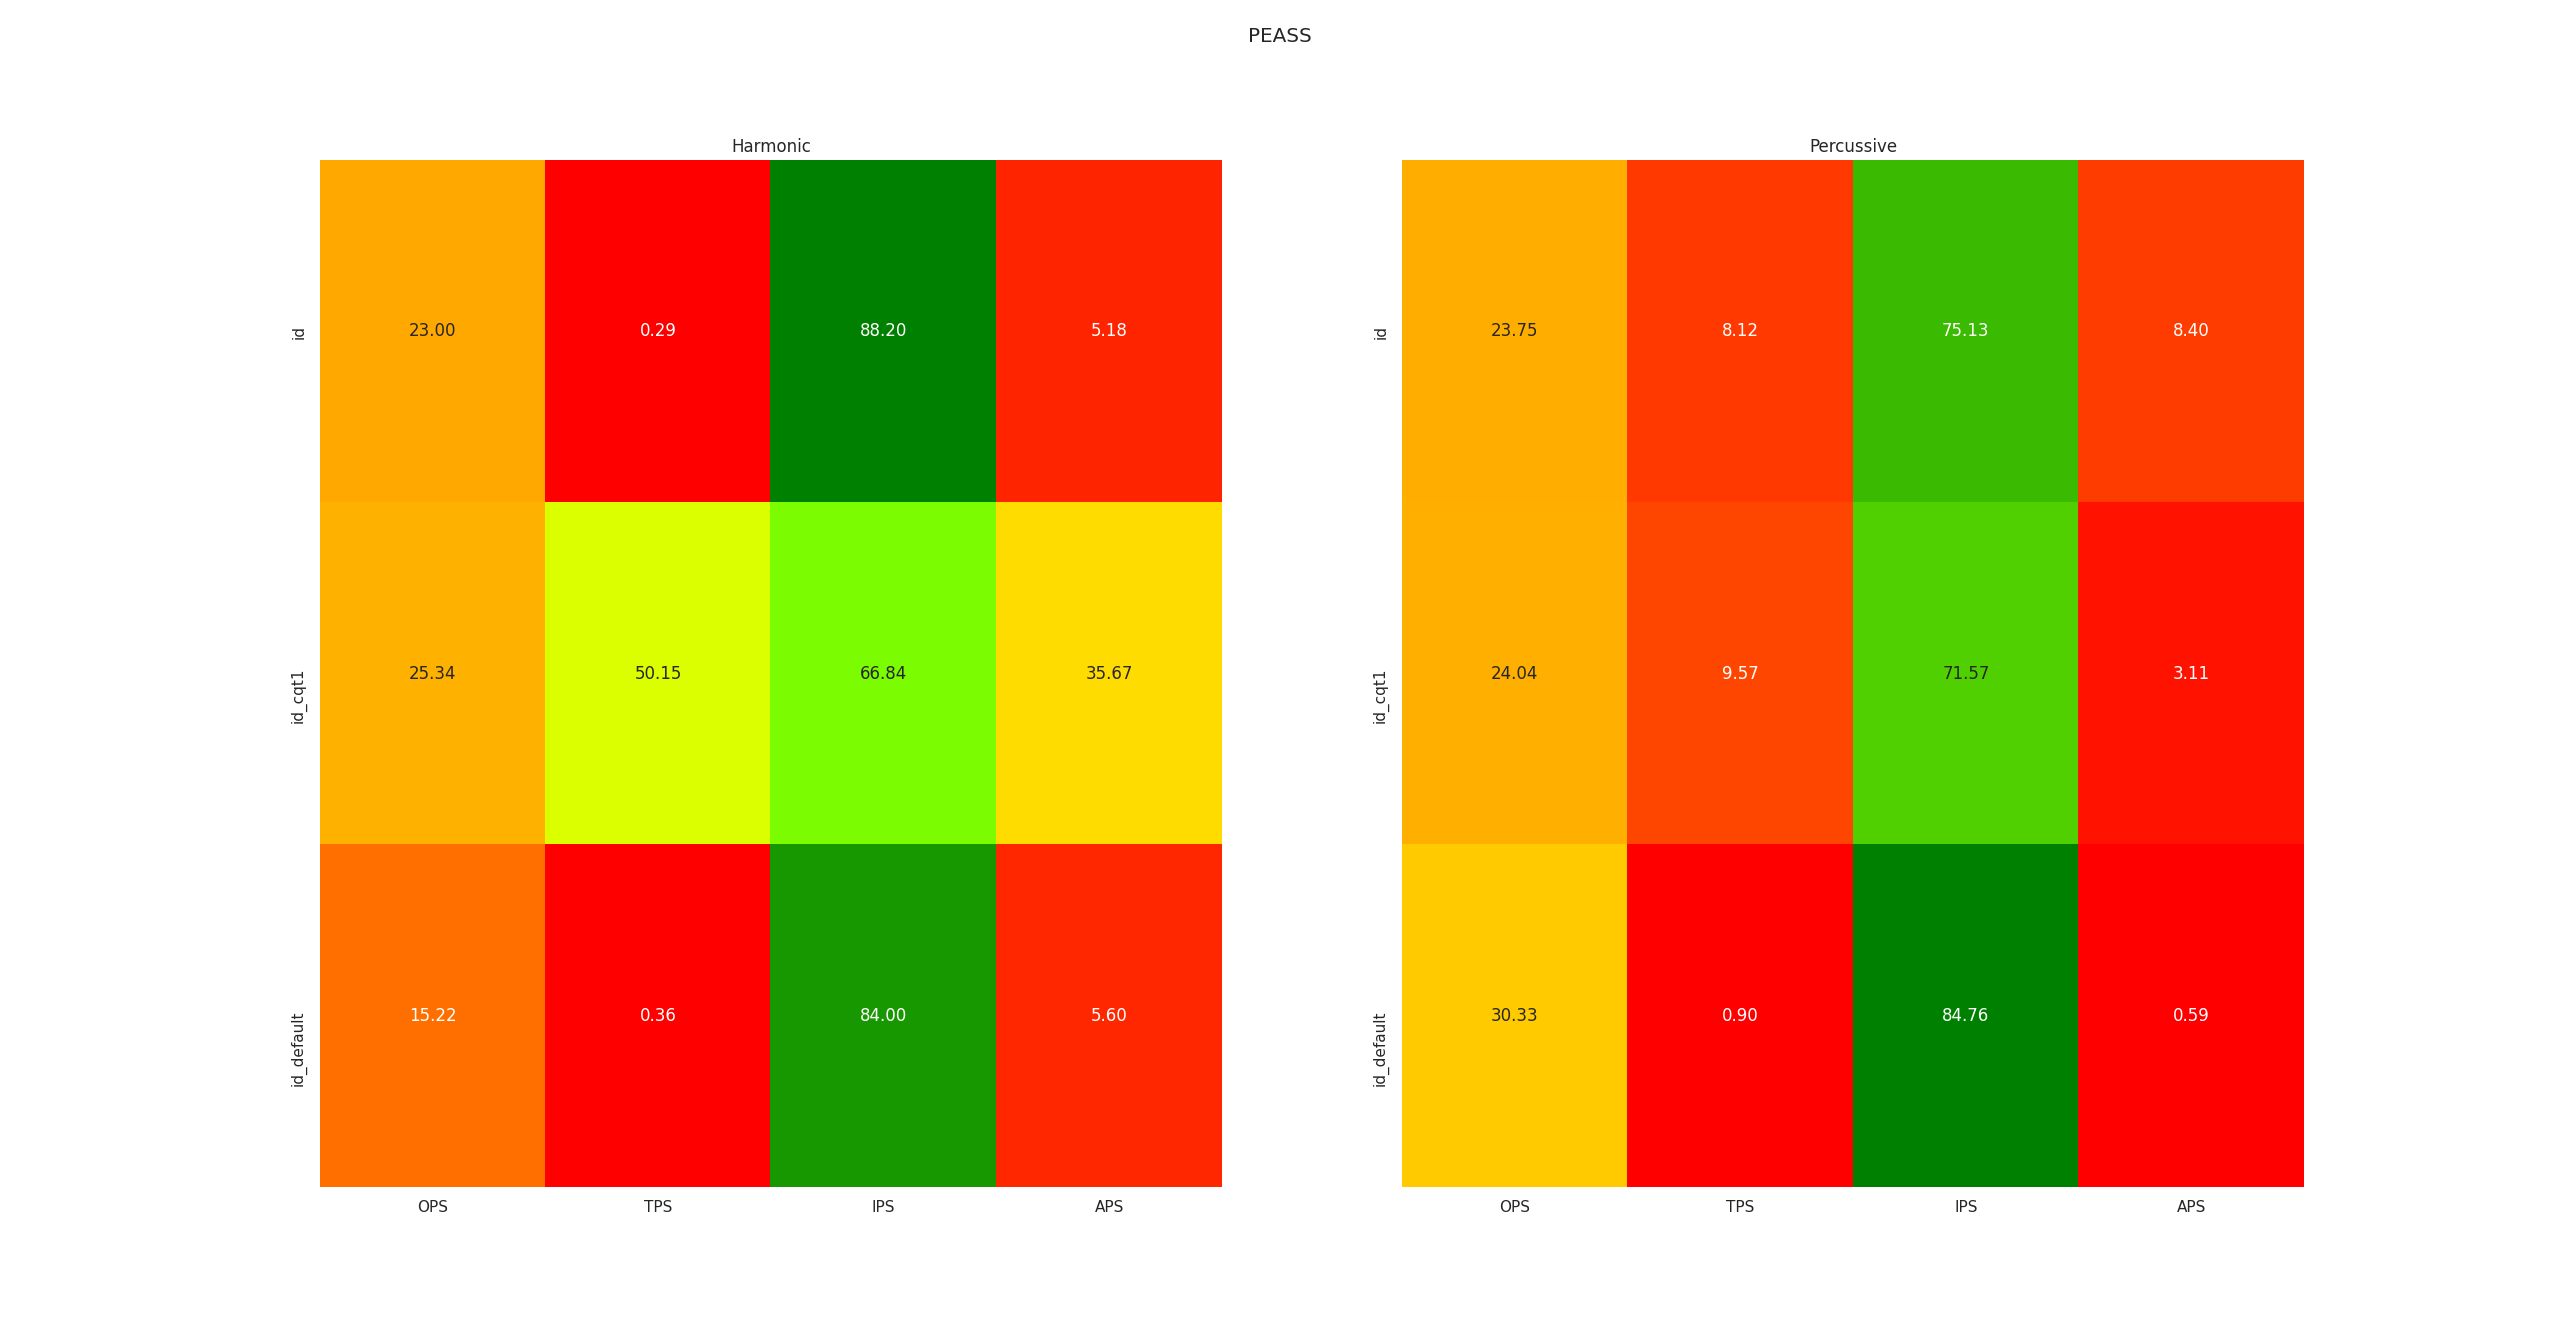 PEASS
Harmonic
id 23.00 0.29 88.20 5.18
id_cqt1 25.34 50.15 66.84 35.67
id_default 15.22 0.36 84.00 5.60
OPS TPS IPS APS
Percussive
id 23.75 8.12 75.13 8.40
id_cqt1 24.04 9.57 71.57 3.11
id_default 30.33 0.90 84.76 0.59
OPS TPS IPS APS